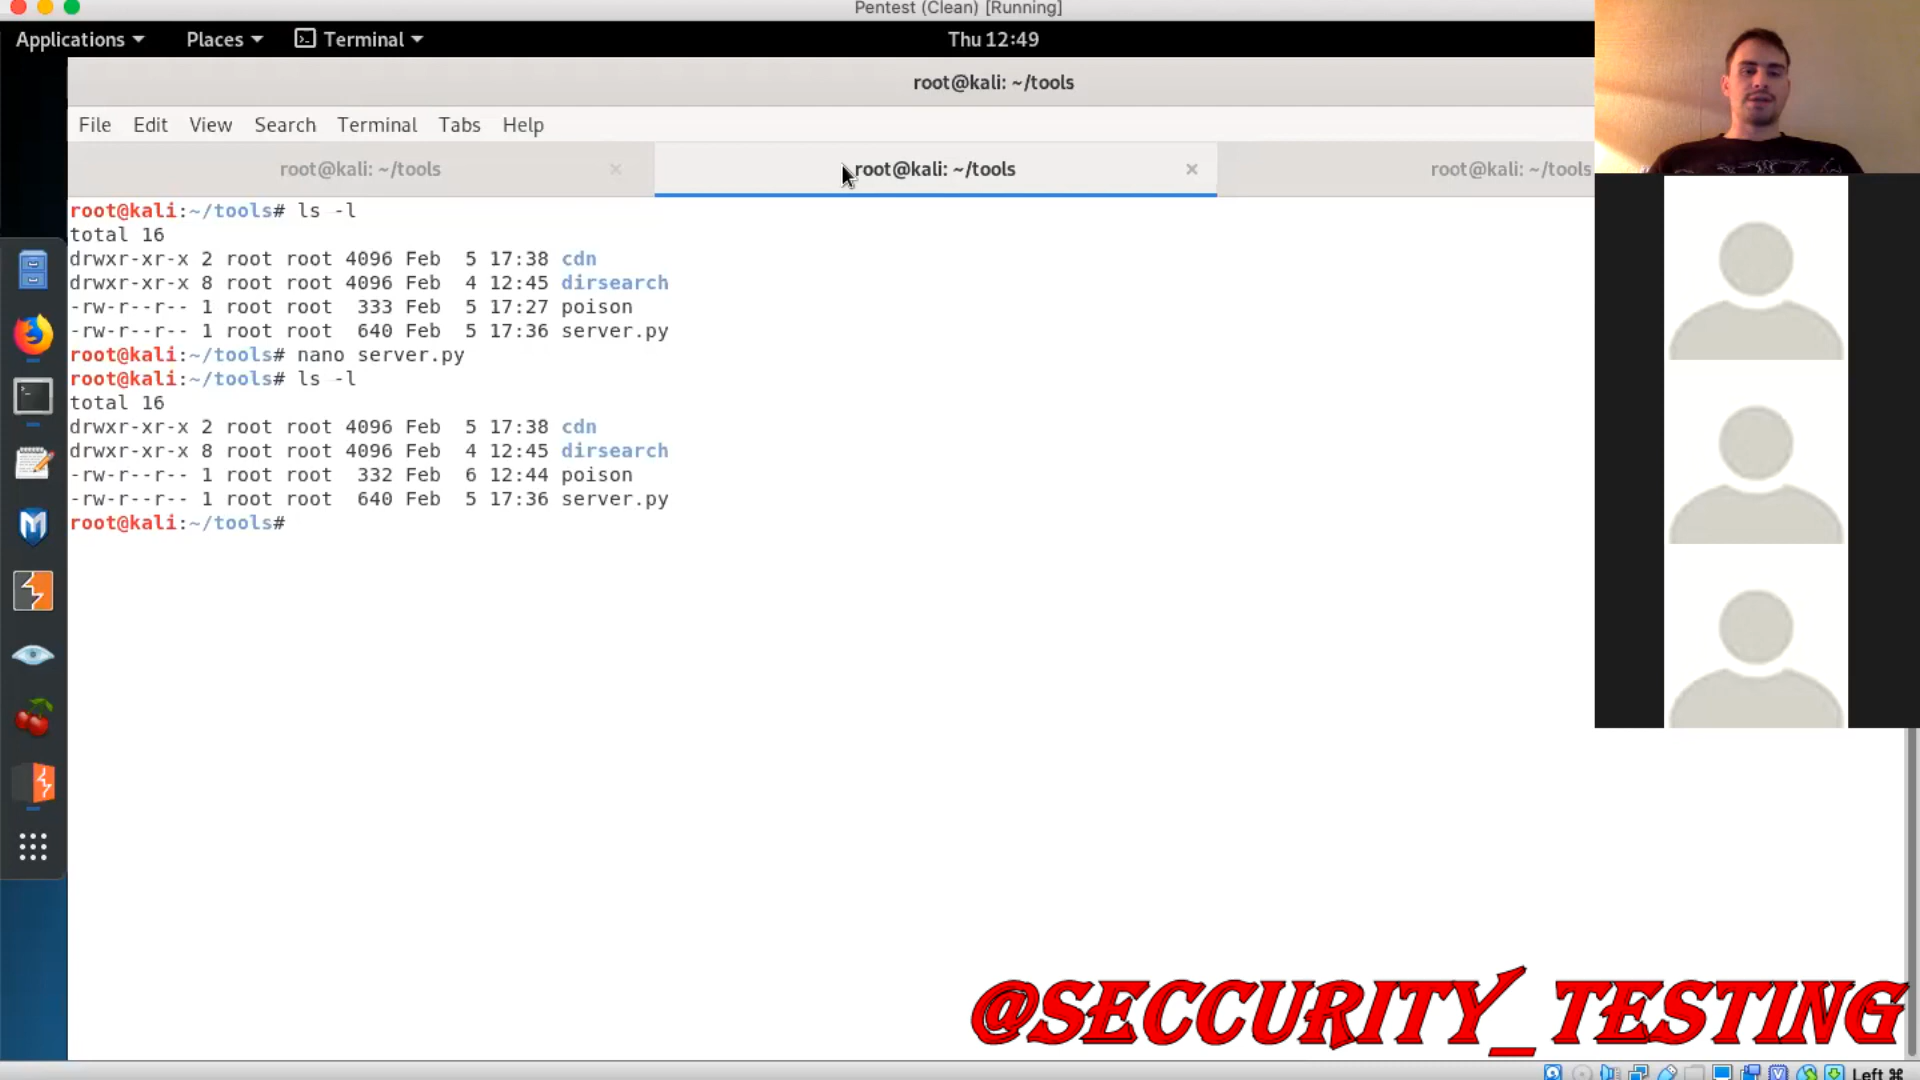 Pentest (Clean) [Running]
Applications Places Terminal Thu 12:49
root@kali: ~/tools
File Edit View Search Terminal Tabs Help
root@kali: ~/tools × root@kali: ~/tools × root@kali: ~/tools
root@kali:~/tools# ls -l
total 16
drwxr-xr-x 2 root root 4096 Feb  5 17:38 cdn
drwxr-xr-x 8 root root 4096 Feb  4 12:45 dirsearch
-rw-r--r-- 1 root root  333 Feb  5 17:27 poison
-rw-r--r-- 1 root root  640 Feb  5 17:36 server.py
root@kali:~/tools# nano server.py
root@kali:~/tools# ls -l
total 16
drwxr-xr-x 2 root root 4096 Feb  5 17:38 cdn
drwxr-xr-x 8 root root 4096 Feb  4 12:45 dirsearch
-rw-r--r-- 1 root root  332 Feb  6 12:44 poison
-rw-r--r-- 1 root root  640 Feb  5 17:36 server.py
root@kali:~/tools#
@SECCURITY_TESTING
Left ⌘